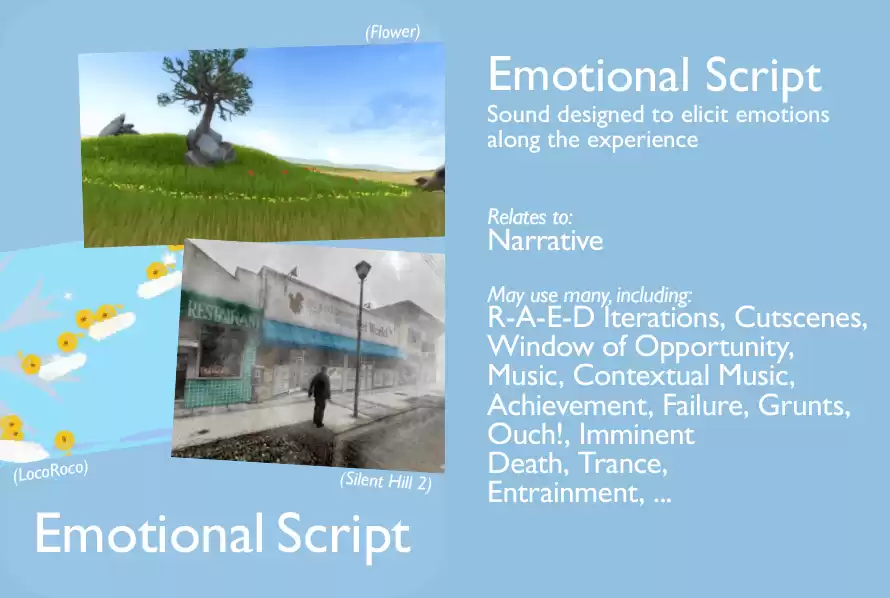 (Flower)
RESTAURANT
(LocoRoco)
(Silent Hill 2)
Emotional Script
Emotional Script
Sound designed to elicit emotions
along the experience
Relates to:
Narrative
May use many, including:
R-A-E-D Iterations, Cutscenes,
Window of Opportunity,
Music, Contextual Music,
Achievement, Failure, Grunts,
Ouch!, Imminent
Death, Trance,
Entrainment, ...